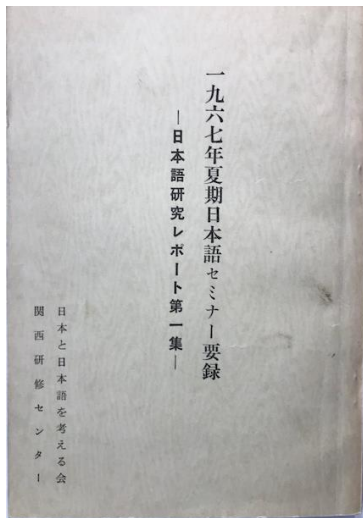 一九六七年夏期日本語セミナー要録
―日本語研究レポート第一集―
日本と日本語を考える会
関西研修センター